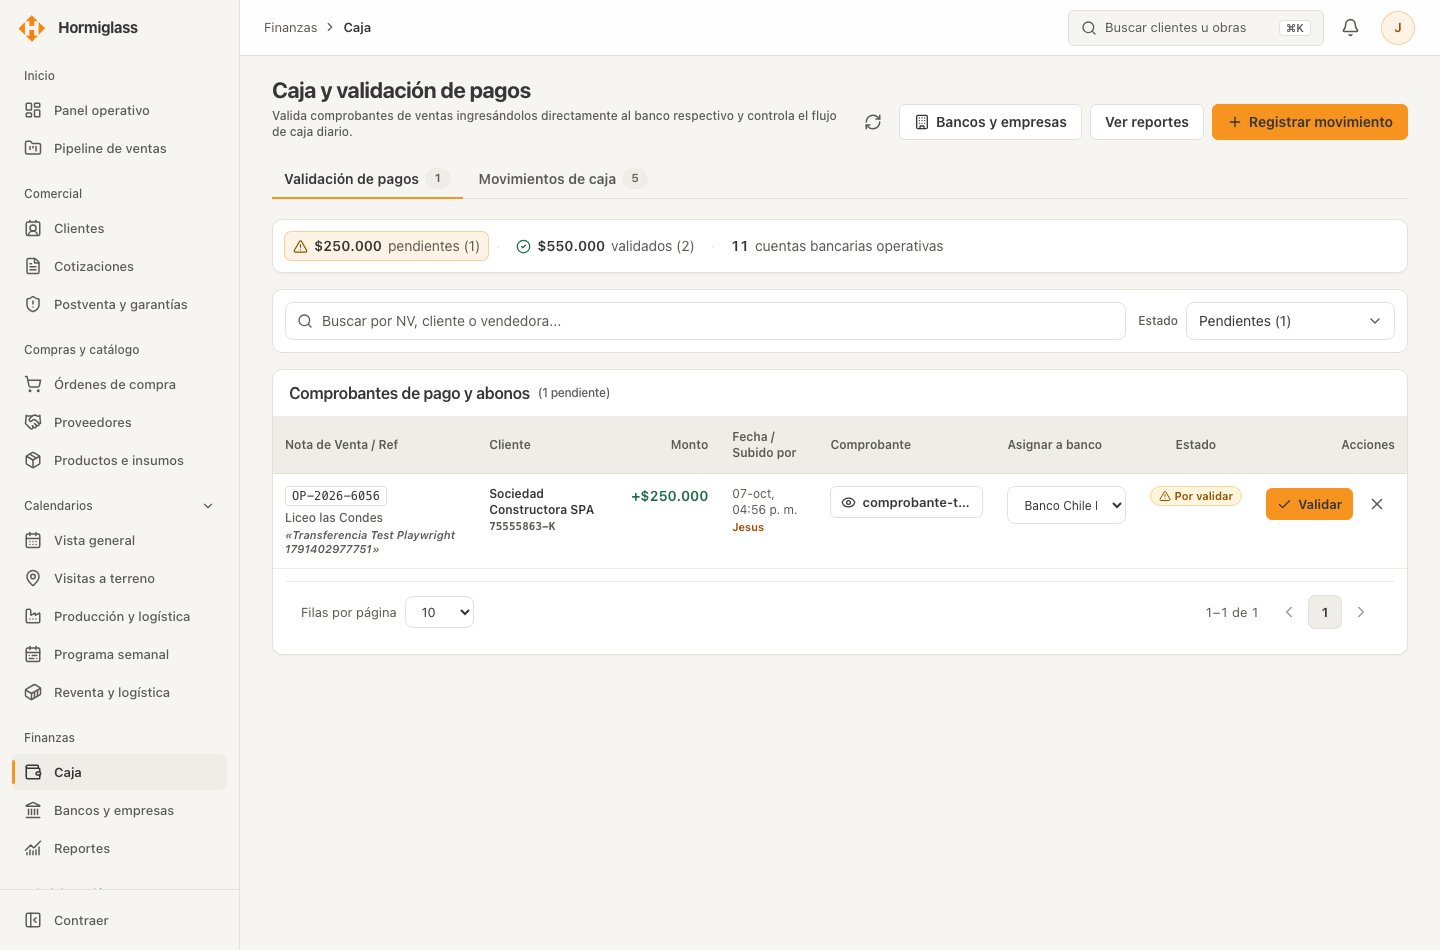 Hormiglass
Inicio
Panel operativo
Pipeline de ventas
Comercial
Clientes
Cotizaciones
Postventa y garantías
Compras y catálogo
Órdenes de compra
Proveedores
Productos e insumos
Calendarios
Vista general
Visitas a terreno
Producción y logística
Programa semanal
Reventa y logística
Finanzas
Caja
Bancos y empresas
Reportes
Contraer
Finanzas > Caja
Buscar clientes u obras ⌘K
J
Caja y validación de pagos
Valida comprobantes de ventas ingresándolos directamente al banco respectivo y controla el flujo
de caja diario.
Bancos y empresas
Ver reportes
+ Registrar movimiento
Validación de pagos 1
Movimientos de caja 5
$250.000 pendientes (1) · $550.000 validados (2) · 11 cuentas bancarias operativas
Buscar por NV, cliente o vendedora...
Estado
Pendientes (1)
Comprobantes de pago y abonos (1 pendiente)
Nota de Venta / Ref
Cliente
Monto
Fecha /
Subido por
Comprobante
Asignar a banco
Estado
Acciones
OP-2026-6056
Liceo las Condes
«Transferencia Test Playwright
1791402977751»
Sociedad
Constructora SPA
75555863-K
+$250.000
07-oct,
04:56 p. m.
Jesus
comprobante-t...
Banco Chile
Por validar
Validar
Filas por página 10
1–1 de 1
1